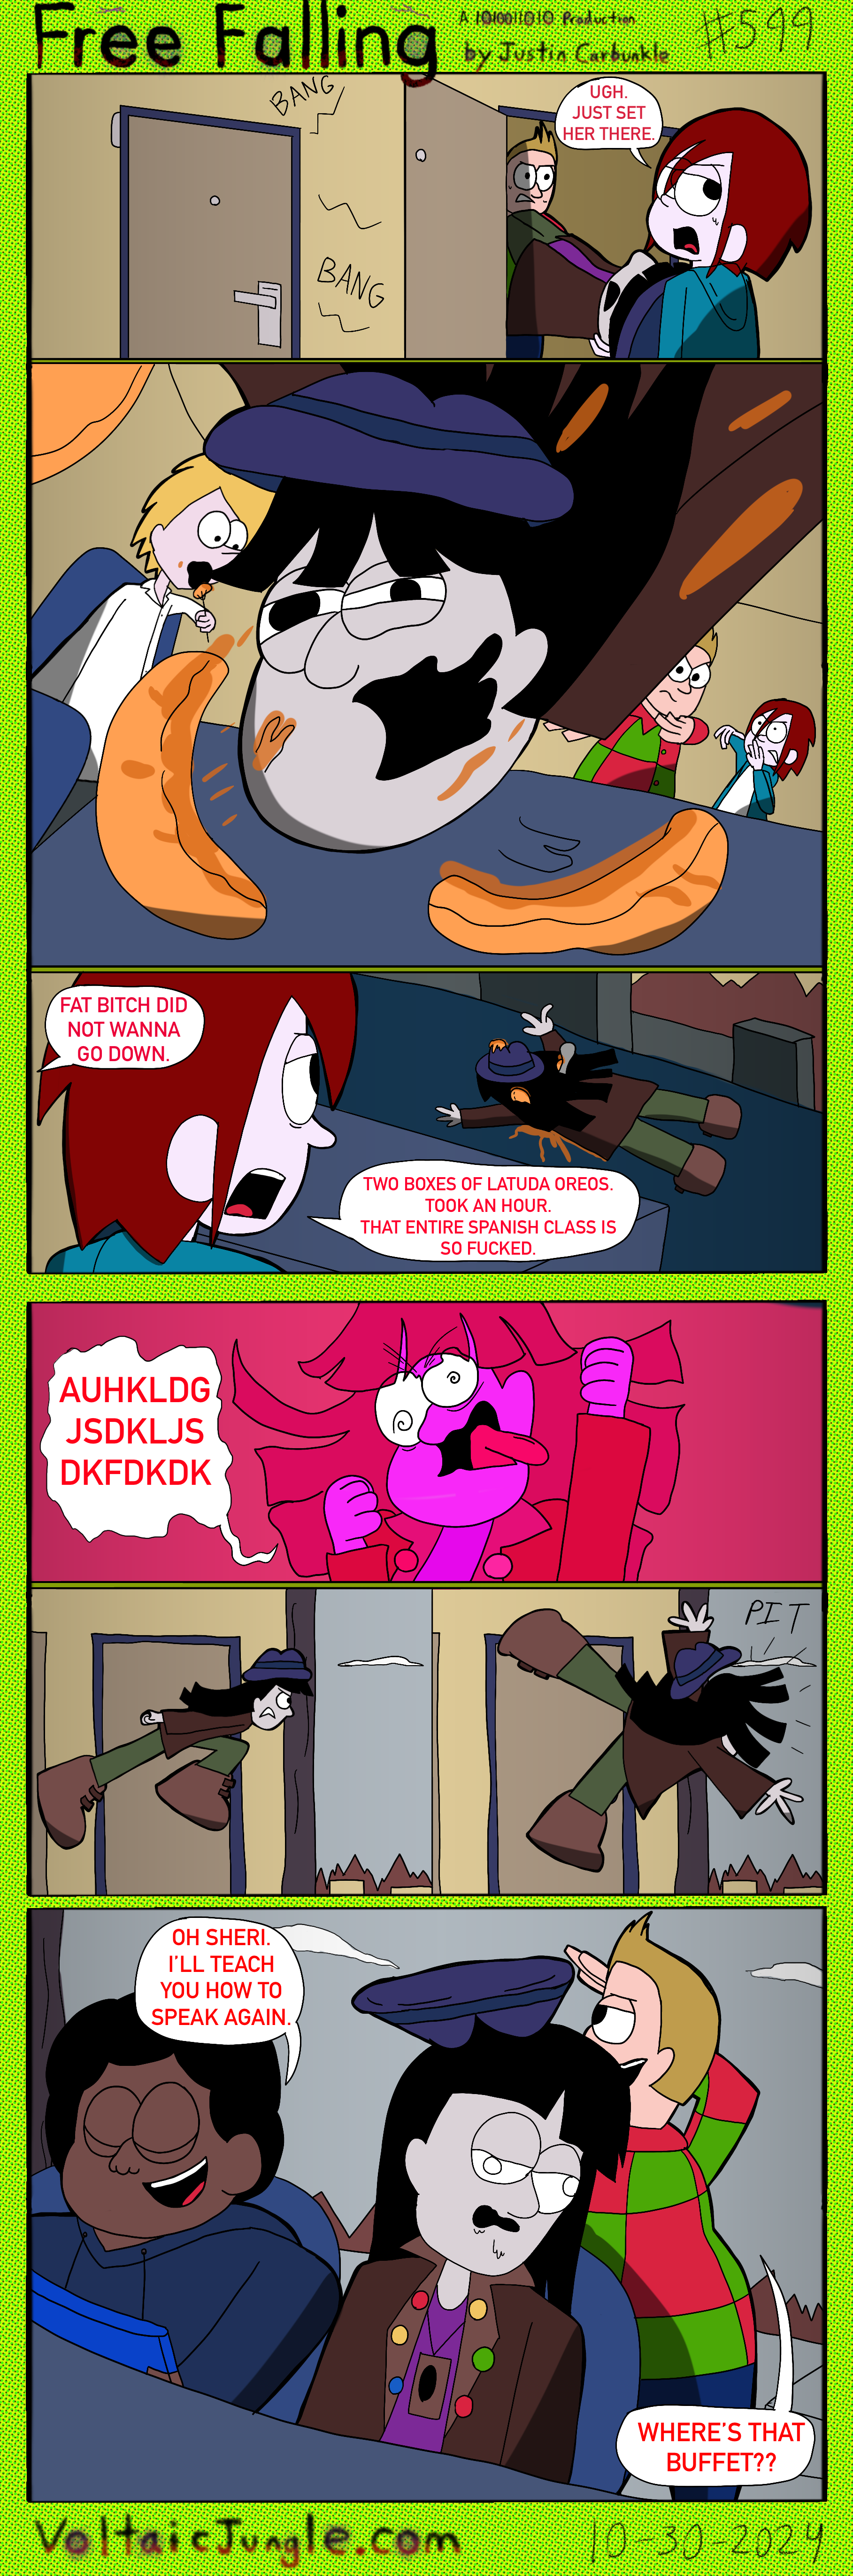 Free Falling
A 1010011010 Production
by Justin Carbunkle
#599
BANG
BANG
UGH.
JUST SET
HER THERE.
FAT BITCH DID
NOT WANNA
GO DOWN.
TWO BOXES OF LATUDA OREOS.
TOOK AN HOUR.
THAT ENTIRE SPANISH CLASS IS
SO FUCKED.
AUHKLDG
JSDKLJS
DKFDKDK
PIT
OH SHERI.
I'LL TEACH
YOU HOW TO
SPEAK AGAIN.
WHERE'S THAT
BUFFET??
VoltaicJungle.com
10-30-2024